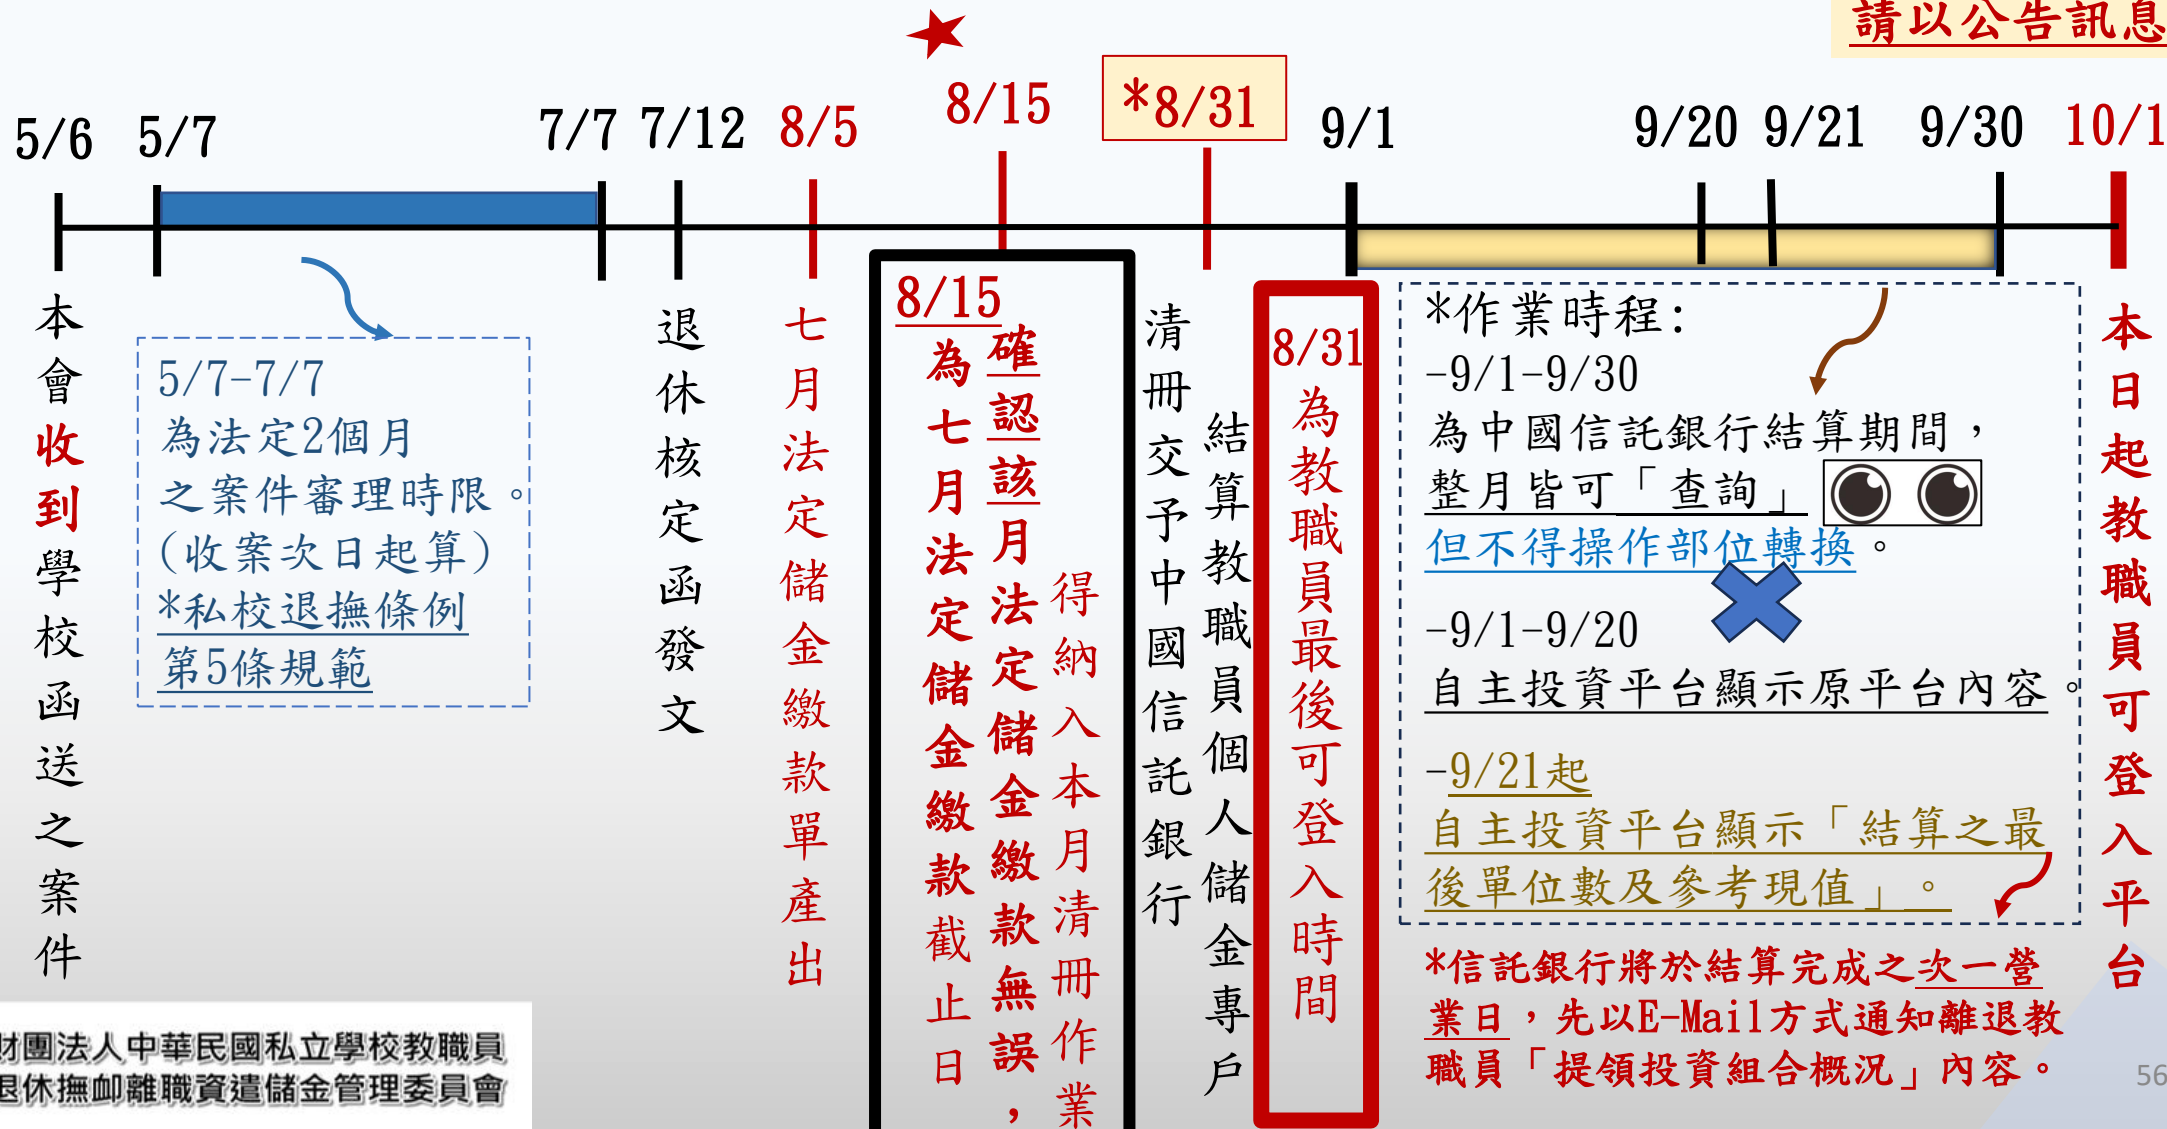 請以公告訊息
5/6
5/7
7/7
7/12
8/5
8/15
*8/31
9/1
9/20
9/21
9/30
10/1
本會收到學校函送之案件
5/7-7/7
為法定2個月
之案件審理時限。
(收案次日起算)
*私校退撫條例
第5條規範
退休核定函發文
七月法定儲金繳款單產出
8/15
為七月法定儲金繳款截止日
確認該月法定儲金繳款無誤，
得納入本月清冊作業
清冊交予中國信託銀行
結算教職員個人儲金專戶
8/31
為教職員最後可登入時間
*作業時程:
-9/1-9/30
為中國信託銀行結算期間，
整月皆可「查詢」
但不得操作部位轉換。
-9/1-9/20
自主投資平台顯示原平台內容。
-9/21起
自主投資平台顯示「結算之最
後單位數及參考現值」。
*信託銀行將於結算完成之次一營
業日，先以E-Mail方式通知離退教
職員「提領投資組合概況」內容。
本日起教職員可登入平台
財團法人中華民國私立學校教職員
退休撫卹離職資遣儲金管理委員會
56